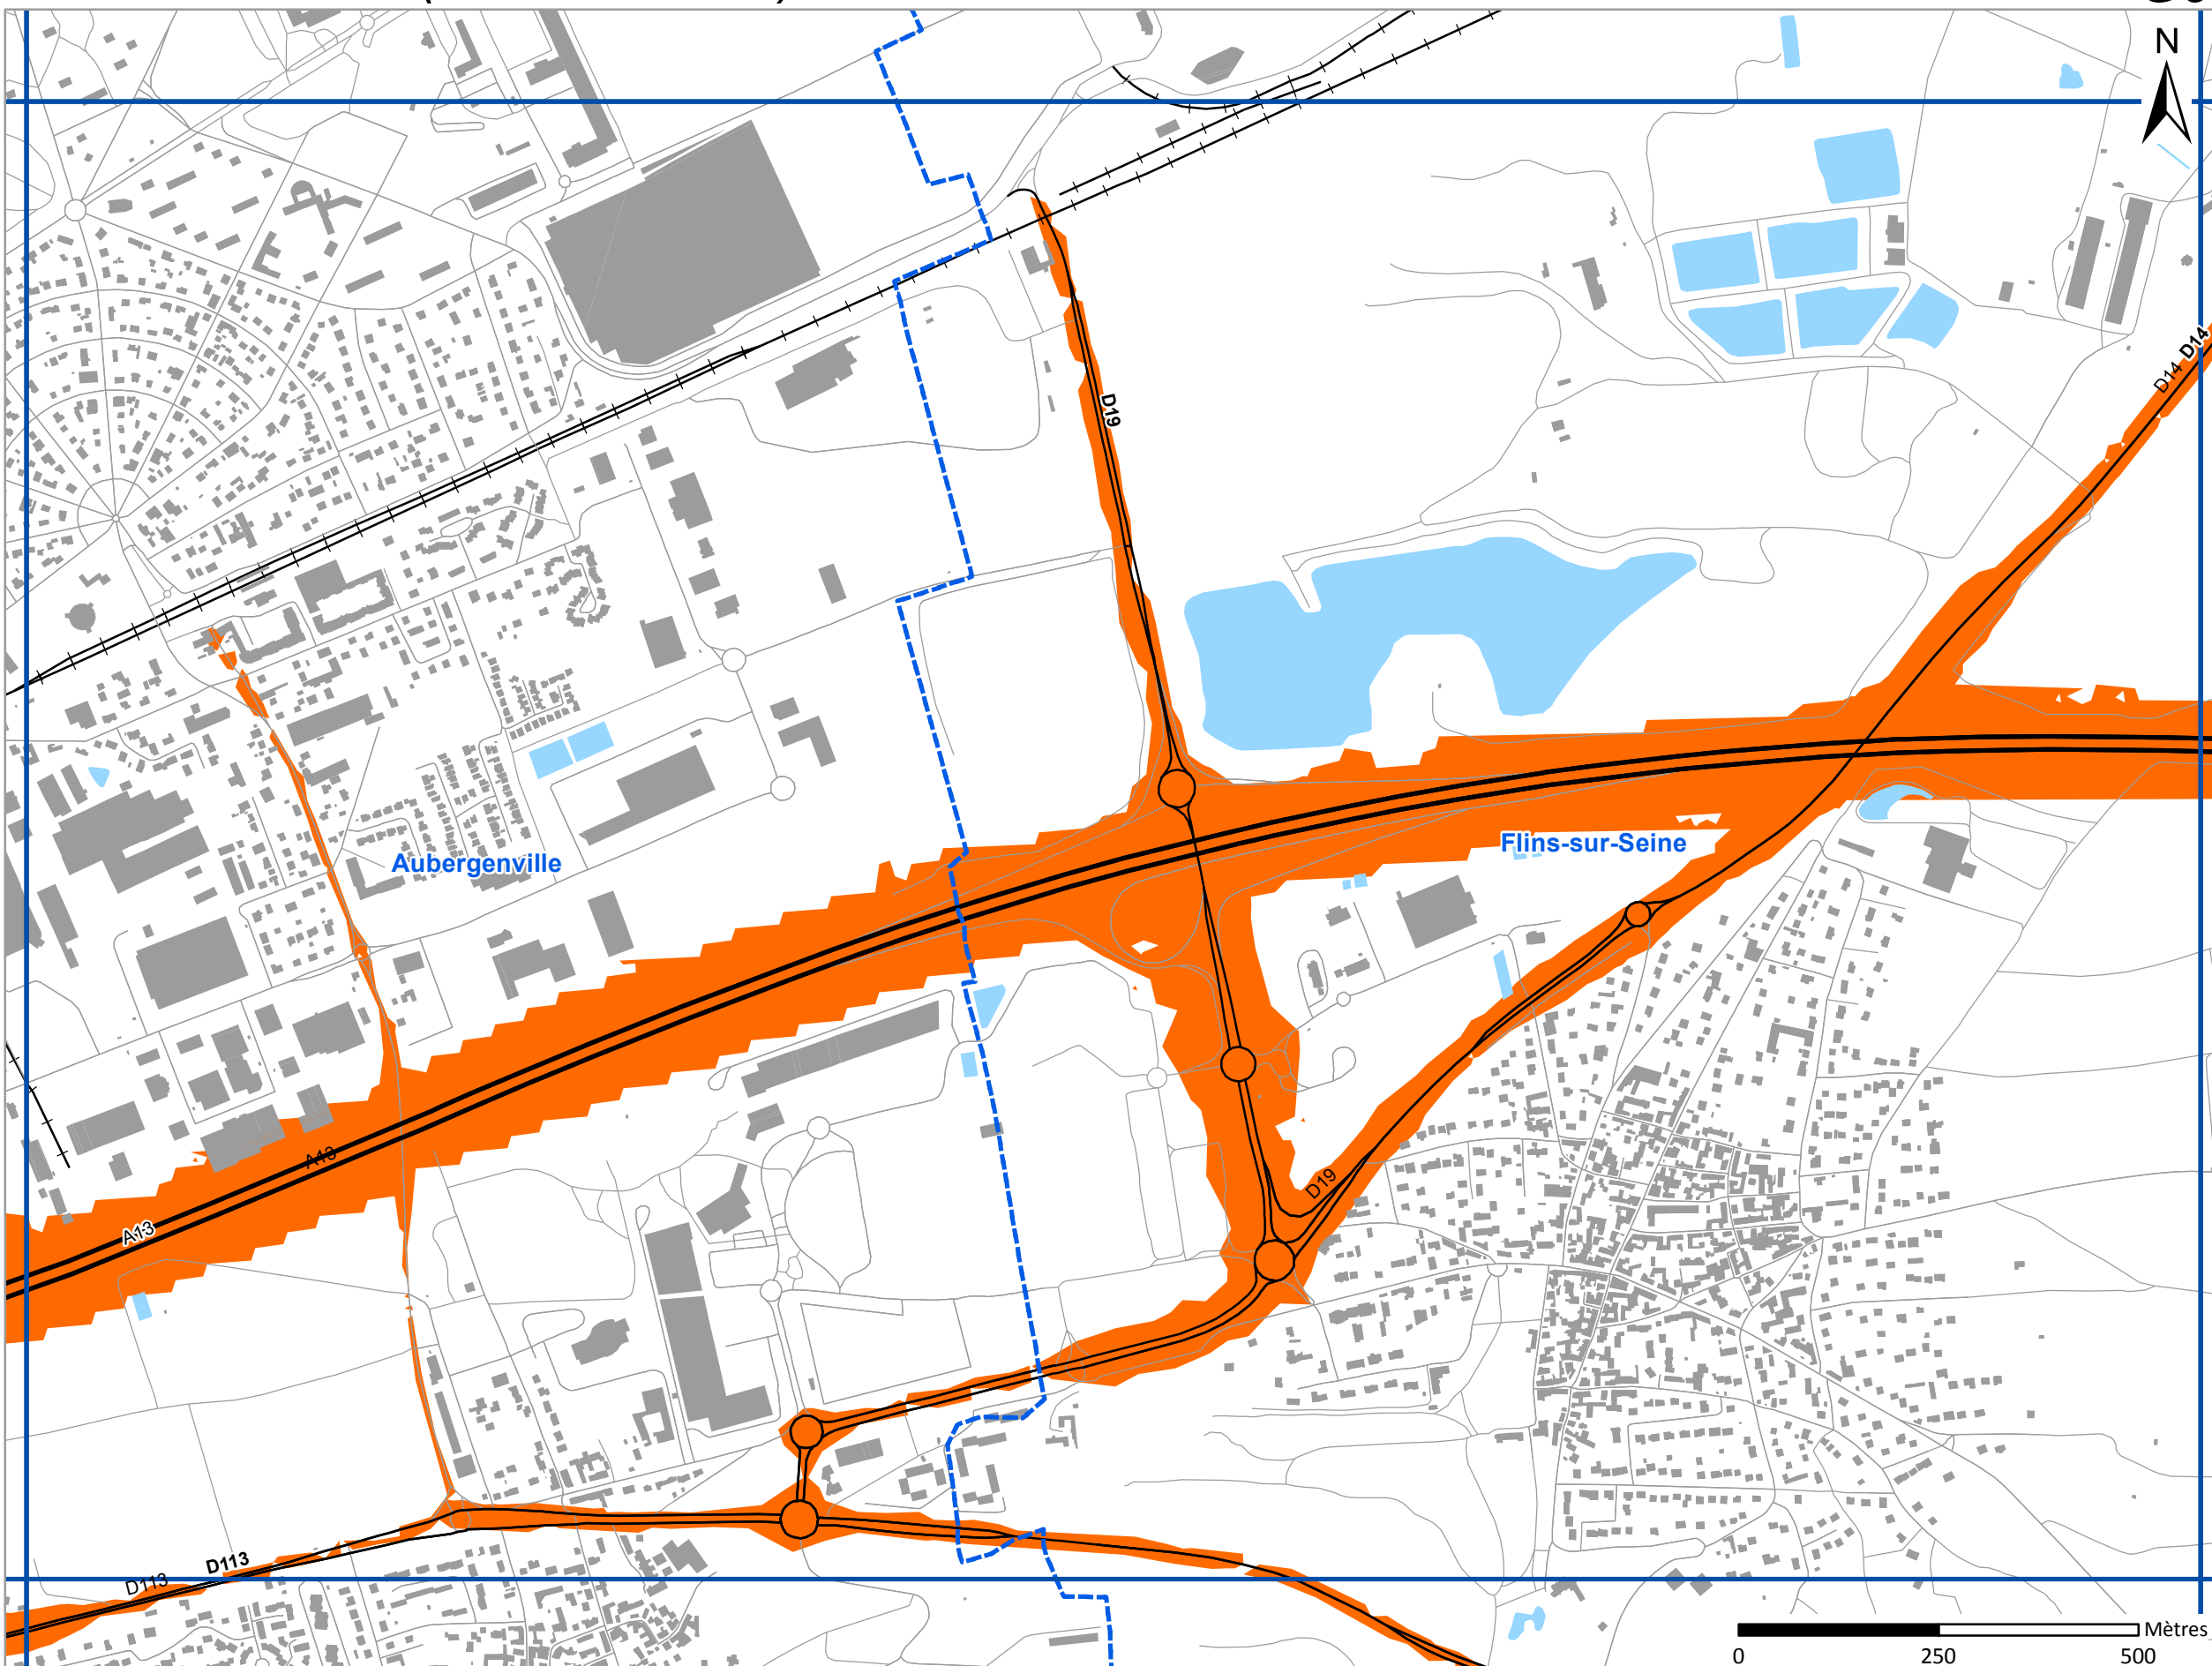 N
D14
D14
D19
Flins-sur-Seine
Aubergenville
A13
D19
A13
D113
D113
Mètres
0 250 500